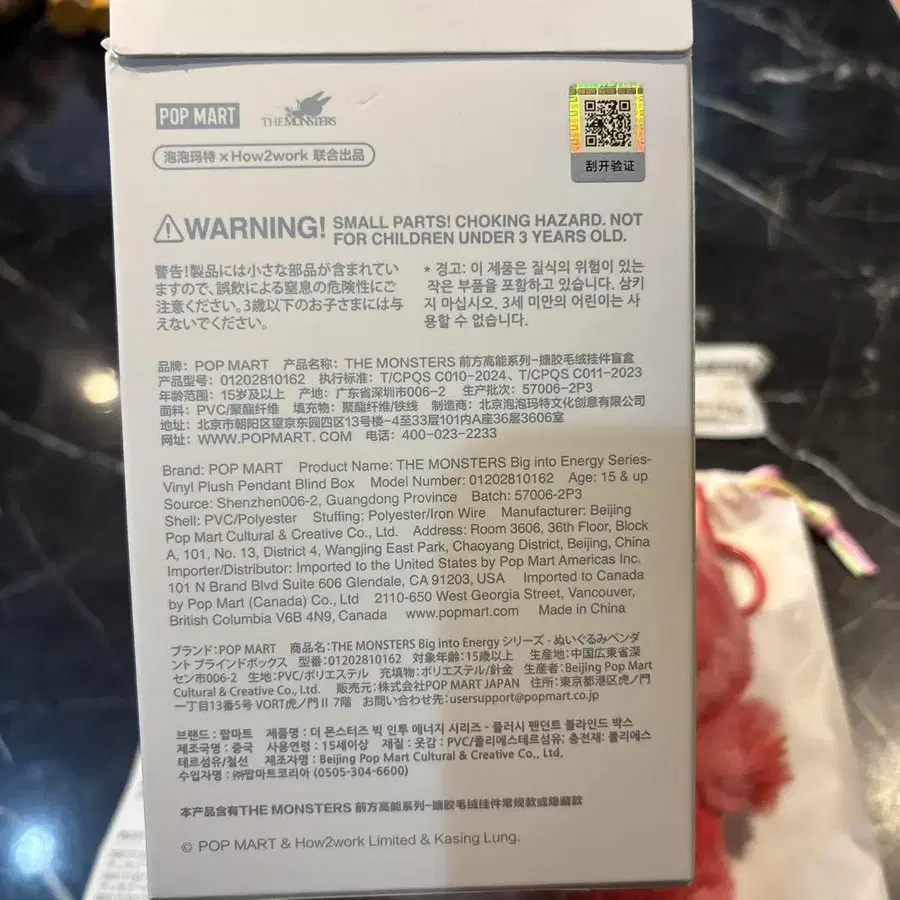 POP MART
THE MONSTERS
泡泡玛特×How2work 联合出品
刮开验证
WARNING! SMALL PARTS! CHOKING HAZARD. NOT
FOR CHILDREN UNDER 3 YEARS OLD.
警告!製品には小さな部品が含まれてい
ますので、誤飲による窒息の危険性にご
注意ください。3歳以下のお子さまには与
えないでください。
* 경고: 이 제품은 질식의 위험이 있는
작은 부품을 포함하고 있습니다. 삼키
지 마십시오. 3세 미만의 어린이는 사
용할 수 없습니다.
品牌: POP MART 产品名称: THE MONSTERS 前方高能系列-搪胶毛绒挂件盲盒
产品型号: 01202810162 执行标准: T/CPQS C010-2024、T/CPQS C011-2023
年龄范围: 15岁及以上 产地: 广东省深圳市006-2 生产批次: 57006-2P3
面料: PVC/聚酯纤维 填充物: 聚酯纤维/铁线 制造商: 北京泡泡玛特文化创意有限公司
地址: 北京市朝阳区望京东园四区13号楼-4至33层101内A座36层3606室
网址: WWW.POPMART.COM 电话: 400-023-2233
Brand: POP MART Product Name: THE MONSTERS Big into Energy Series-
Vinyl Plush Pendant Blind Box Model Number: 01202810162 Age: 15 & up
Source: Shenzhen006-2, Guangdong Province Batch: 57006-2P3
Shell: PVC/Polyester Stuffing: Polyester/Iron Wire Manufacturer: Beijing
Pop Mart Cultural & Creative Co., Ltd. Address: Room 3606, 36th Floor, Block
A, 101, No. 13, District 4, Wangjing East Park, Chaoyang District, Beijing, China
Importer/Distributor: Imported to the United States by Pop Mart Americas Inc.
101 N Brand Blvd Suite 606 Glendale, CA 91203, USA Imported to Canada
by Pop Mart (Canada) Co., Ltd 2110-650 West Georgia Street, Vancouver,
British Columbia V6B 4N9, Canada www.popmart.com Made in China
ブランド:POP MART 商品名:THE MONSTERS Big into Energy シリーズ - ぬいぐるみペンダ
ント ブラインドボックス 型番:01202810162 対象年齢:15歳以上 生産地:中国広東省深
セン市006-2 生地:PVC/ポリエステル 充填物:ポリエステル/針金 生産者:Beijing Pop Mart
Cultural & Creative Co., Ltd. 販売元:株式会社POP MART JAPAN 住所:東京都港区虎ノ門
一丁目13番5号 VORT虎ノ門Ⅱ 7階 お問い合わせ先:usersupport@popmart.co.jp
브랜드 : 팝마트 제품명 : 더 몬스터즈 빅 인투 에너지 시리즈 - 플러시 펜던트 블라인드 박스
제조국명 : 중국 사용연령 : 15세이상 재질 : 옷감 : PVC/폴리에스테르섬유; 충전재: 폴리에스
테르섬유/철선 제조자명 : Beijing Pop Mart Cultural & Creative Co., Ltd.
수입자명 : ㈜팝마트코리아 (0505-304-6600)
本产品含有THE MONSTERS 前方高能系列-搪胶毛绒挂件常规款或隐藏款
© POP MART & How2work Limited & Kasing Lung.